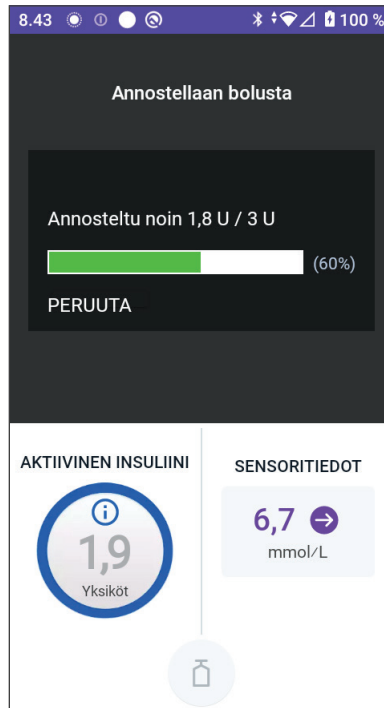 8.43 100 %
Annostellaan bolusta
Annosteltu noin 1,8 U / 3 U
(60%)
PERUUTA
AKTIIVINEN INSULIINI
1,9
Yksiköt
SENSORITIEDOT
6,7
mmol/L